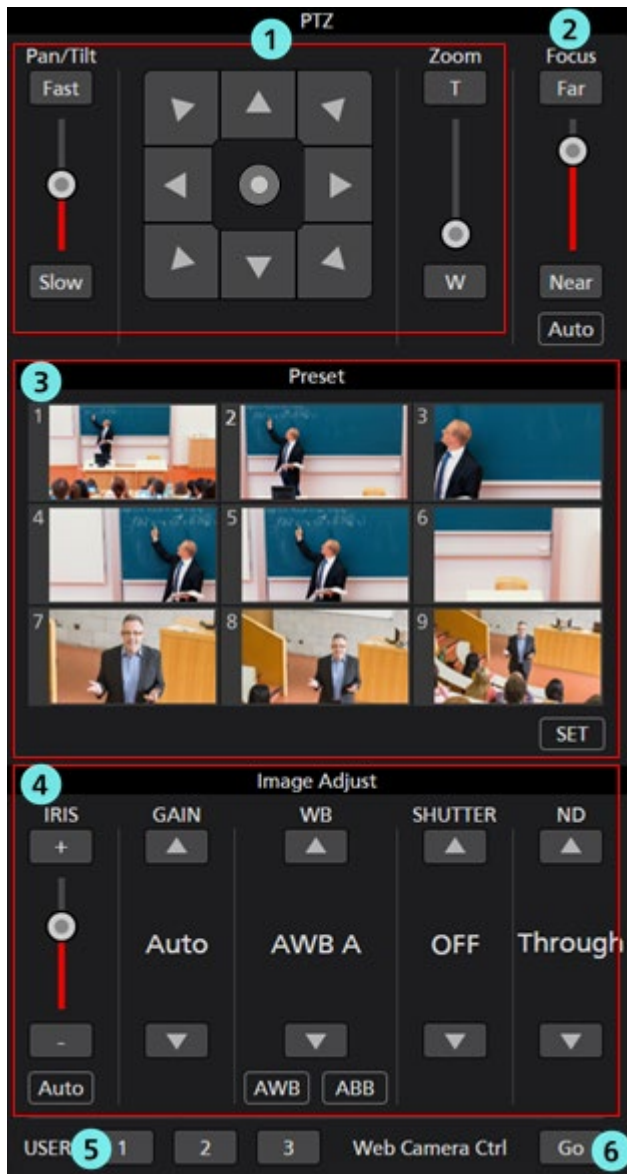 PTZ
1
2
Pan/Tilt
Zoom
Focus
Fast
T
Far
Slow
W
Near
Auto
3
Preset
1
2
3
4
5
6
7
8
9
SET
4
Image Adjust
IRIS
GAIN
WB
SHUTTER
ND
+
Auto
AWB A
OFF
Through
-
Auto
AWB
ABB
USER
5
1
2
3
Web Camera Ctrl
Go
6